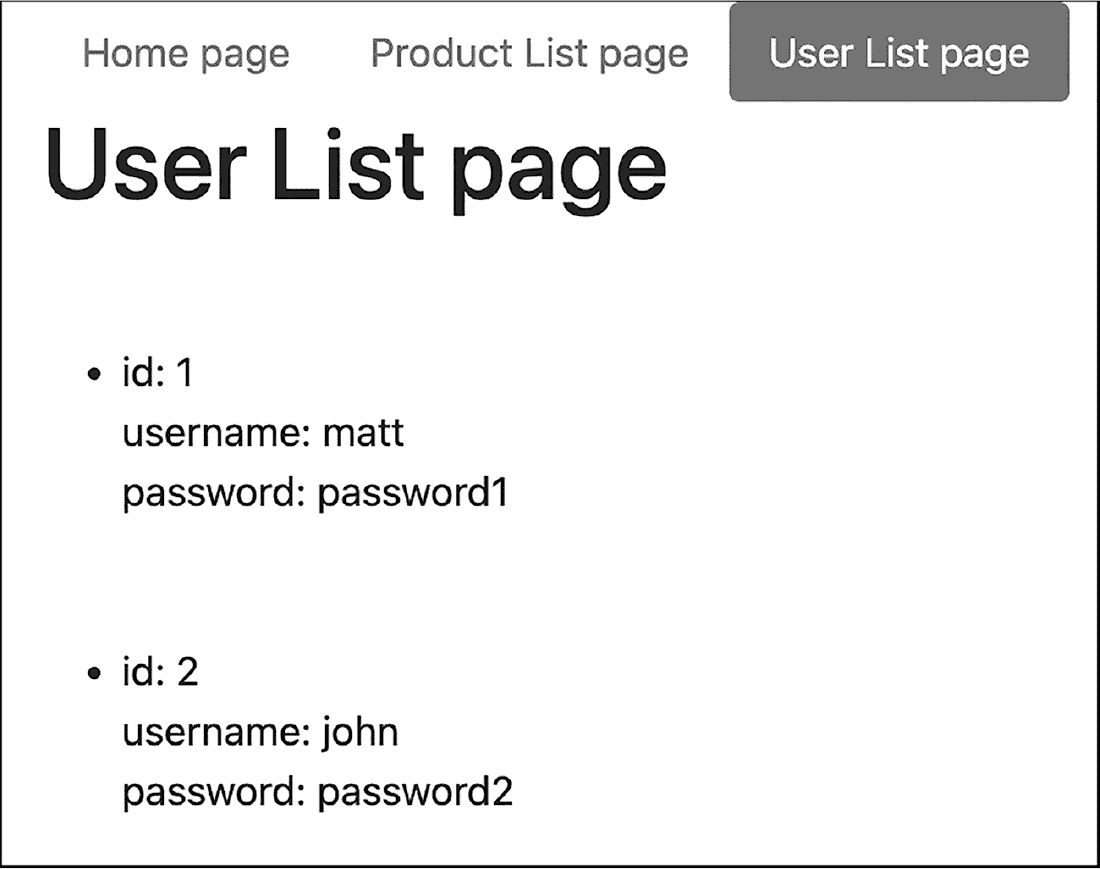 Home page Product List page User List page
User List page
• id: 1
username: matt
password: password1
• id: 2
username: john
password: password2